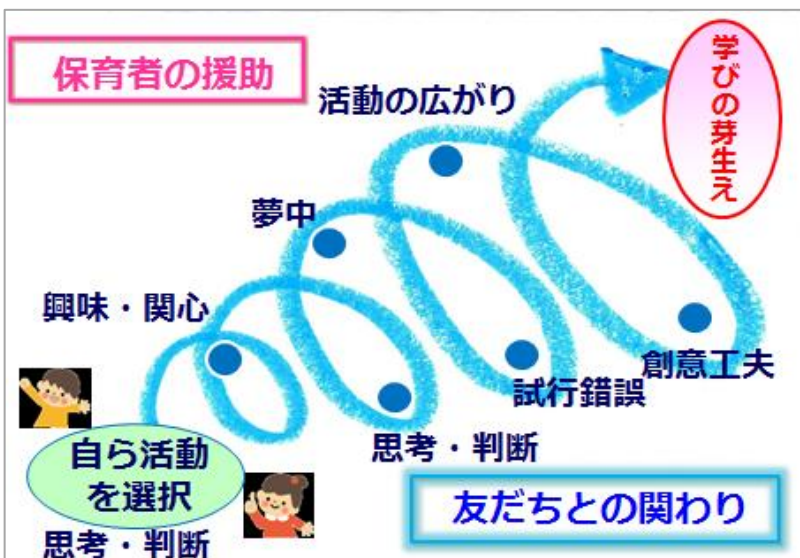 保育者の援助
学びの芽生え
活動の広がり
夢中
興味・関心
創意工夫
試行錯誤
思考・判断
自ら活動
を選択
思考・判断
友だちとの関わり